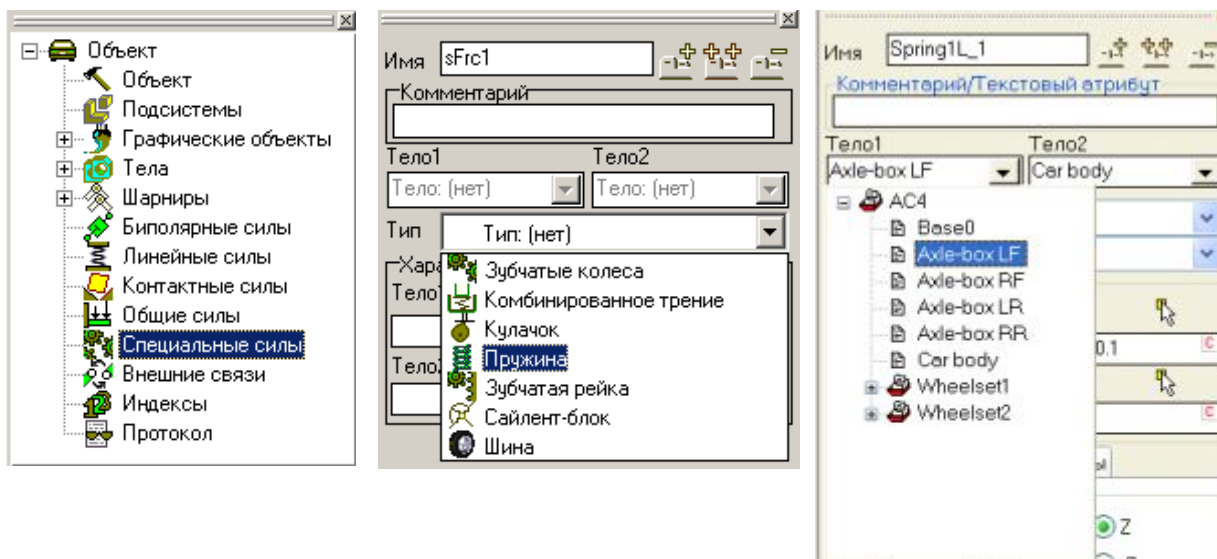 Объект
Объект
Подсистемы
Графические объекты
Тела
Шарниры
Биполярные силы
Линейные силы
Контактные силы
Общие силы
Специальные силы
Внешние связи
Индексы
Протокол
Имя sFrc1
Комментарий
Тело1 Тело2
Тело: (нет) Тело: (нет)
Тип Тип: (нет)
Зубчатые колеса
Комбинированное трение
Кулачок
Пружина
Зубчатая рейка
Сайлент-блок
Шина
Имя Spring1L_1
Комментарий/Текстовый атрибут
Тело1 Тело2
Axle-box LF Car body
AC4
Base0
Axle-box LF
Axle-box RF
Axle-box LR
Axle-box RR
Car body
Wheelset1
Wheelset2
0.1 C
C
Z